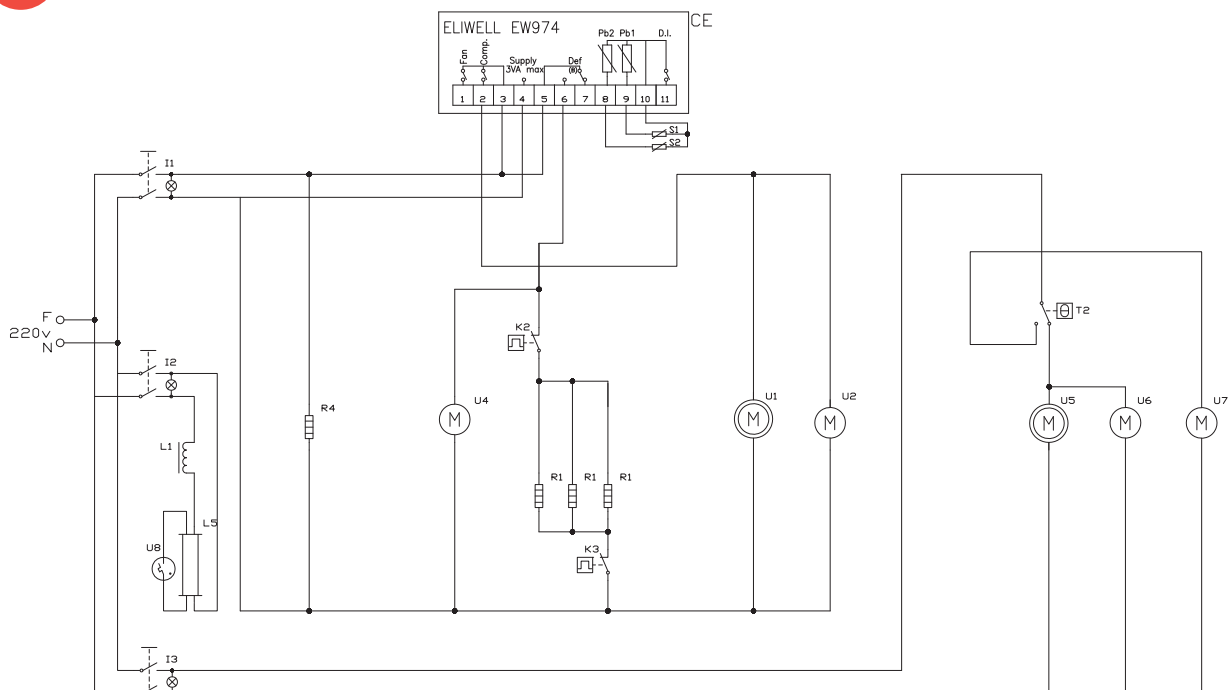 CE
ELIWELL EW974
Pb2 Pb1 D.I.
Fan
Comp.
Supply
3VA max
Def
(❄)
1 2 3 4 5 6 7 8 9 10 11
S1
S2
I1
F
220v
N
T2
K2
I2
R4
U4
U1
U2
U5
U6
U7
L1
R1 R1 R1
L5
U8
K3
I3